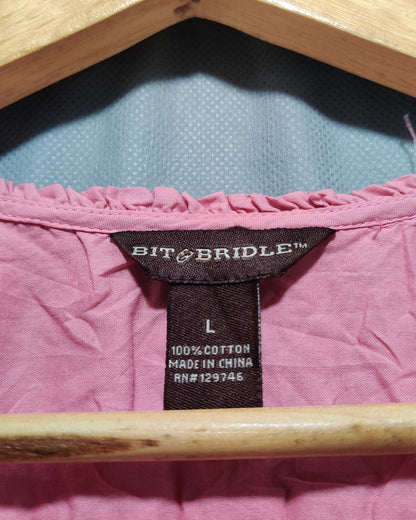 BIT & BRIDLE™
L
100% COTTON
MADE IN CHINA
RN#129746